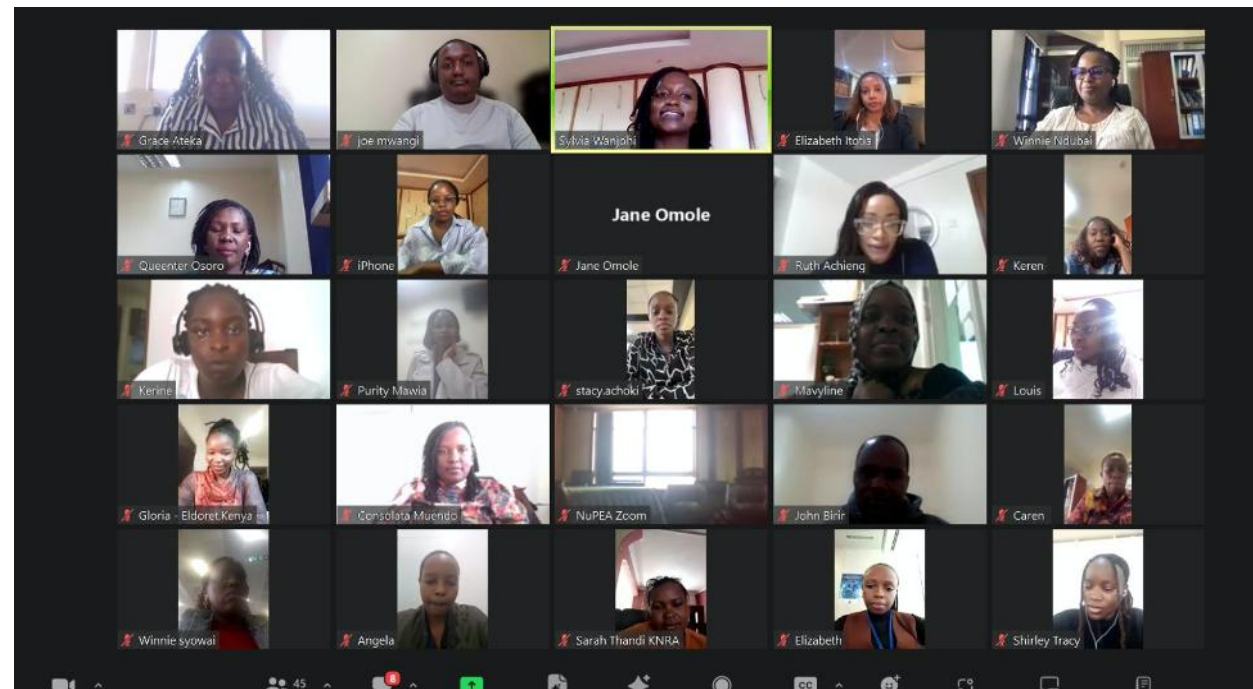 Grace Ateka
joe mwangi
Sylvia Wanjohi
Elizabeth Itotia
Winnie Ndubai
Queenter Osoro
iPhone
Jane Omole
Jane Omole
Ruth Achieng
Keren
Kerine
Purity Mawia
stacy.achoki
Mavyline
Louis
Gloria - Eldoret.Kenya -
Consolata Muendo
NuPEA Zoom
John Birir
Caren
Winnie syowai
Angela
Sarah Thandi KNRA
Elizabeth
Shirley Tracy
45
8
CC